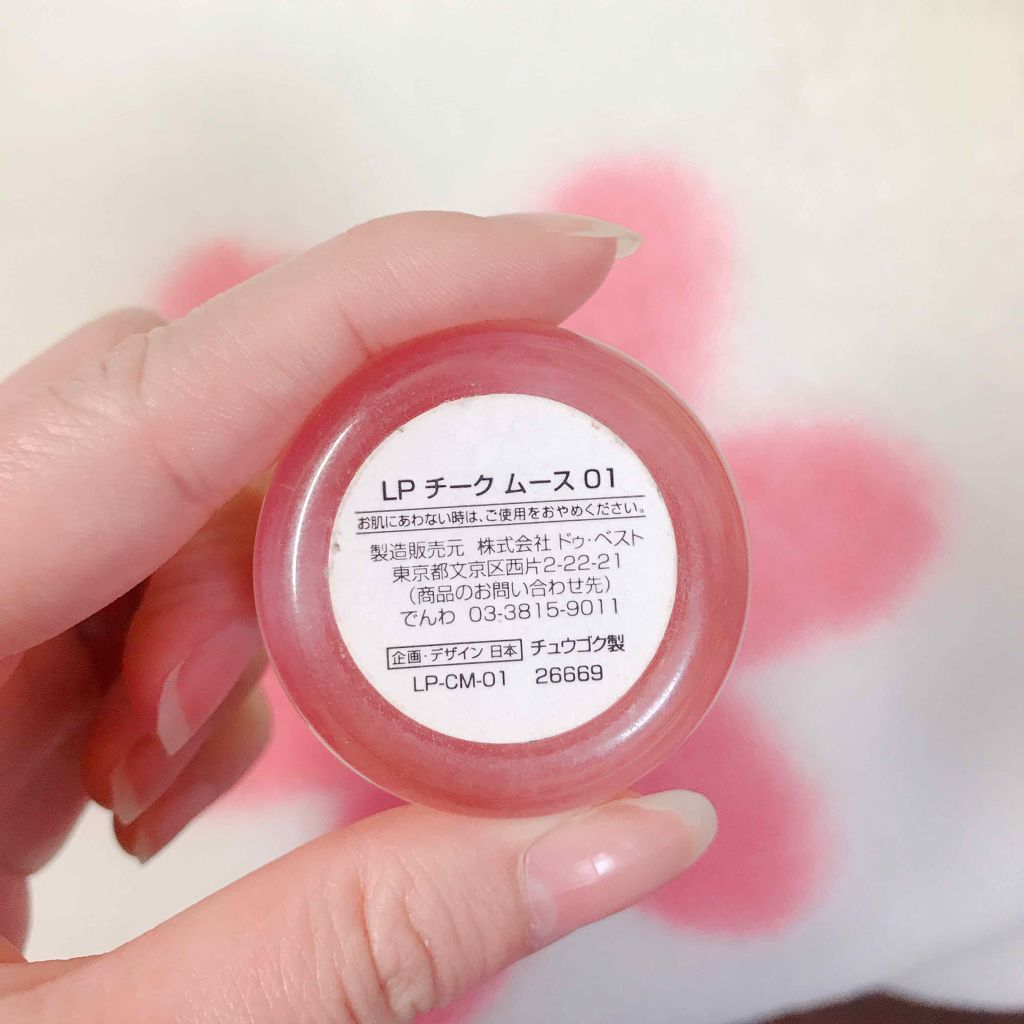 LP チーク ムース 01
お肌にあわない時は、ご使用をおやめください。
製造販売元 株式会社 ドゥ・ベスト
東京都文京区西片2-22-21
(商品のお問い合わせ先)
でんわ 03-3815-9011
企画・デザイン 日本 チュウゴク製
LP-CM-01 26669